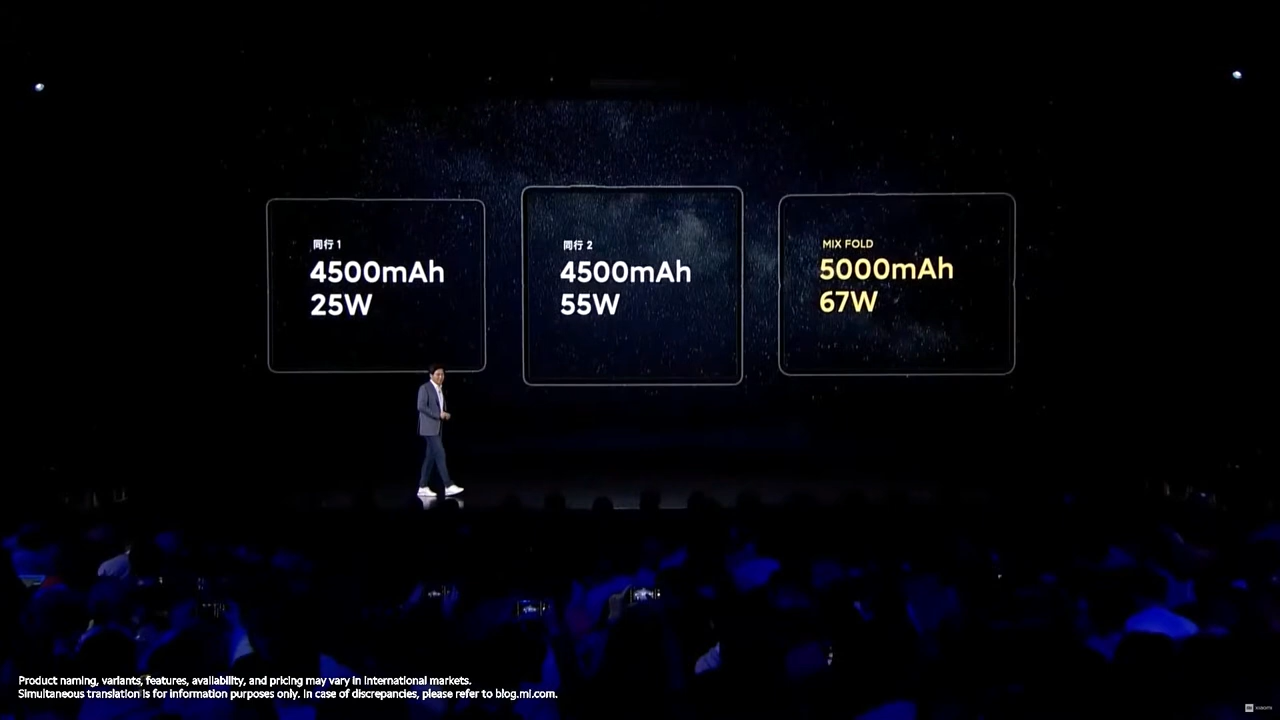 同行 1
4500mAh
25W
同行 2
4500mAh
55W
MIX FOLD
5000mAh
67W
Product naming, variants, features, availability, and pricing may vary in international markets.
Simultaneous translation is for information purposes only. In case of discrepancies, please refer to blog.mi.com.
XIAOMI